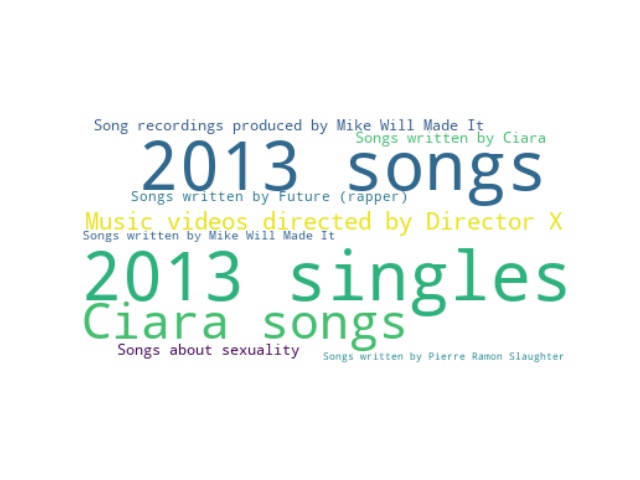 Song recordings produced by Mike Will Made It
Songs written by Ciara
2013 songs
Songs written by Future (rapper)
Music videos directed by Director X
Songs written by Mike Will Made It
2013 singles
Ciara songs
Songs about sexuality
Songs written by Pierre Ramon Slaughter